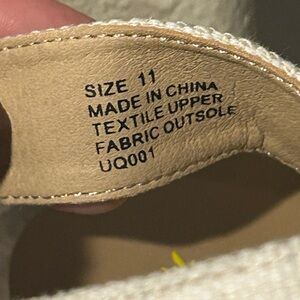 SIZE 11
MADE IN CHINA
TEXTILE UPPER
FABRIC OUTSOLE
UQ001